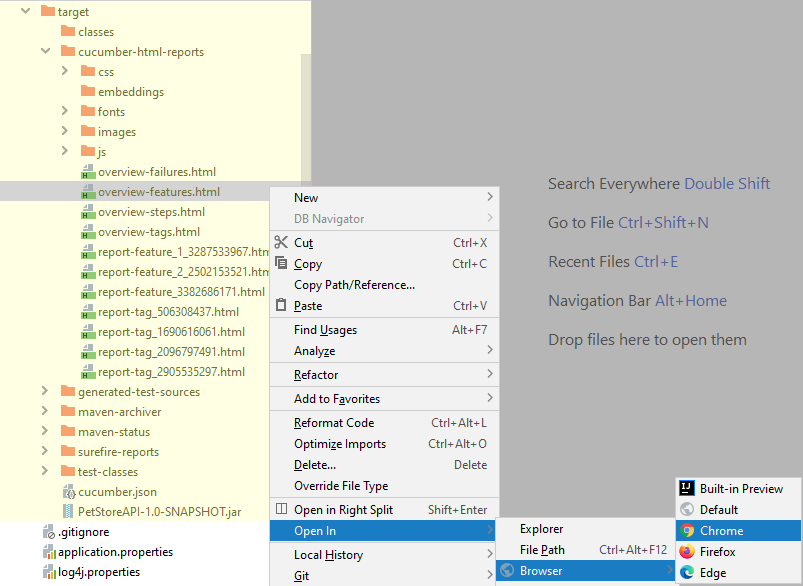 target
classes
cucumber-html-reports
css
embeddings
fonts
images
js
overview-failures.html
overview-features.html
overview-steps.html
overview-tags.html
report-feature_1_3287533967.htm
report-feature_2_2502153521.htm
report-feature_3382686171.html
report-tag_506308437.html
report-tag_1690616061.html
report-tag_2096797491.html
report-tag_2905535297.html
generated-test-sources
maven-archiver
maven-status
surefire-reports
test-classes
cucumber.json
PetStoreAPI-1.0-SNAPSHOT.jar
.gitignore
application.properties
log4j.properties
New
DB Navigator
Cut Ctrl+X
Copy Ctrl+C
Copy Path/Reference...
Paste Ctrl+V
Find Usages Alt+F7
Analyze
Refactor
Add to Favorites
Reformat Code Ctrl+Alt+L
Optimize Imports Ctrl+Alt+O
Delete... Delete
Override File Type
Open in Right Split Shift+Enter
Open In
Local History
Git
Explorer
File Path Ctrl+Alt+F12
Browser
Built-in Preview
Default
Chrome
Firefox
Edge
Search Everywhere Double Shift
Go to File Ctrl+Shift+N
Recent Files Ctrl+E
Navigation Bar Alt+Home
Drop files here to open them